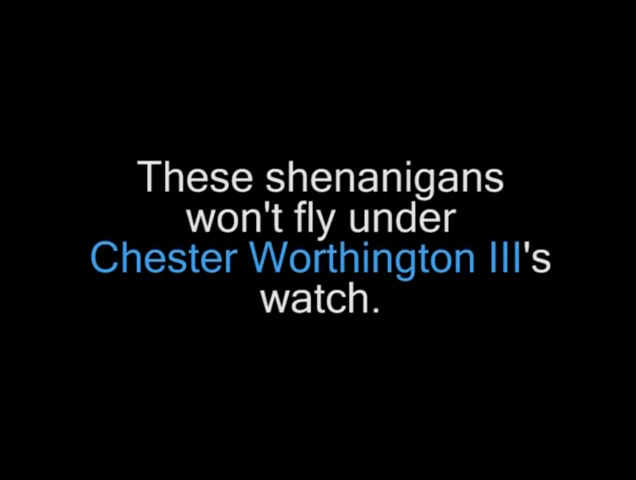 These shenanigans
won't fly under
Chester Worthington III's
watch.